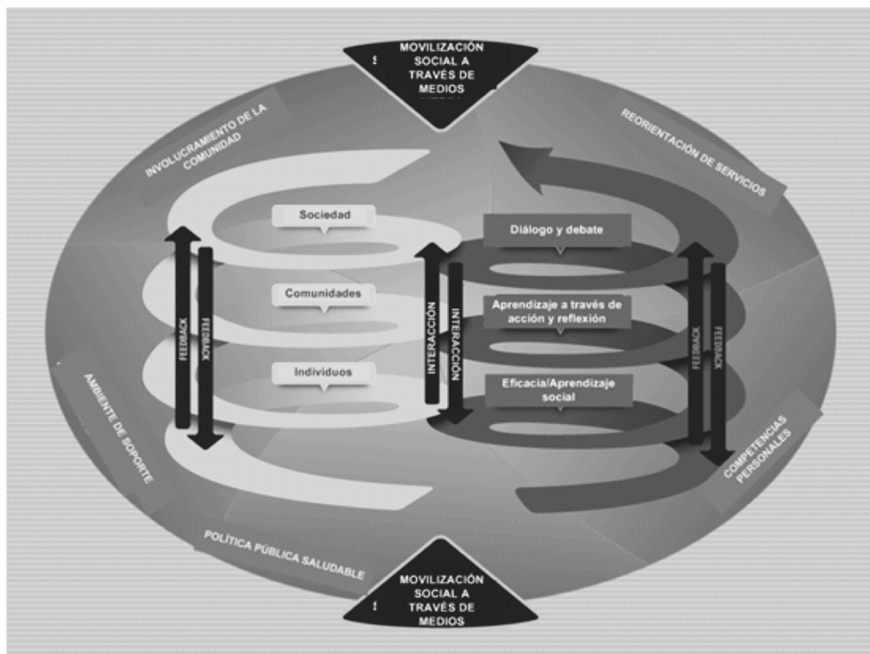 MOVILIZACIÓN
SOCIAL A
TRAVÉS DE
MEDIOS
INVOLUCRAMIENTO DE LA
COMUNIDAD
REORIENTACIÓN DE SERVICIOS
Sociedad
Diálogo y debate
Comunidades
Aprendizaje a través de
acción y reflexión
Individuos
Eficacia/Aprendizaje
social
FEEDBACK
FEEDBACK
INTERACCIÓN
INTERACCIÓN
FEEDBACK
FEEDBACK
AMBIENTE DE SOPORTE
COMPETENCIAS
PERSONALES
POLÍTICA PÚBLICA SALUDABLE
MOVILIZACIÓN
SOCIAL A
TRAVÉS DE
MEDIOS